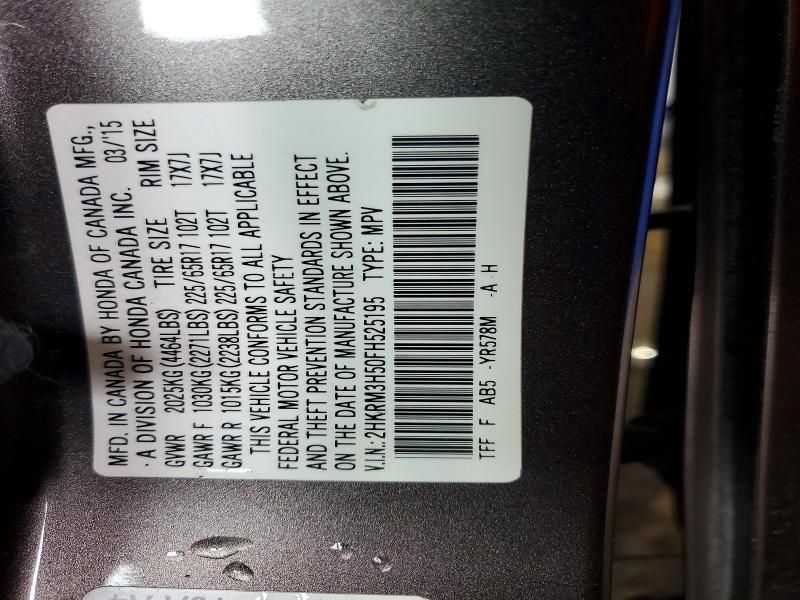 MFD. IN CANADA BY HONDA OF CANADA MFG.,
- A DIVISION OF HONDA CANADA INC. 03/'15
GVWR 2025KG(4464LBS) TIRE SIZE RIM SIZE
GAWR F 1030KG(2271LBS) 225/65R17 102T 17X7J
GAWR R 1015KG(2238LBS) 225/65R17 102T 17X7J
THIS VEHICLE CONFORMS TO ALL APPLICABLE
FEDERAL MOTOR VEHICLE SAFETY
AND THEFT PREVENTION STANDARDS IN EFFECT
ON THE DATE OF MANUFACTURE SHOWN ABOVE.
V.I.N.:2HKRM3H50FH525195 TYPE: MPV
TFF F AB5 -YR578M -A-H